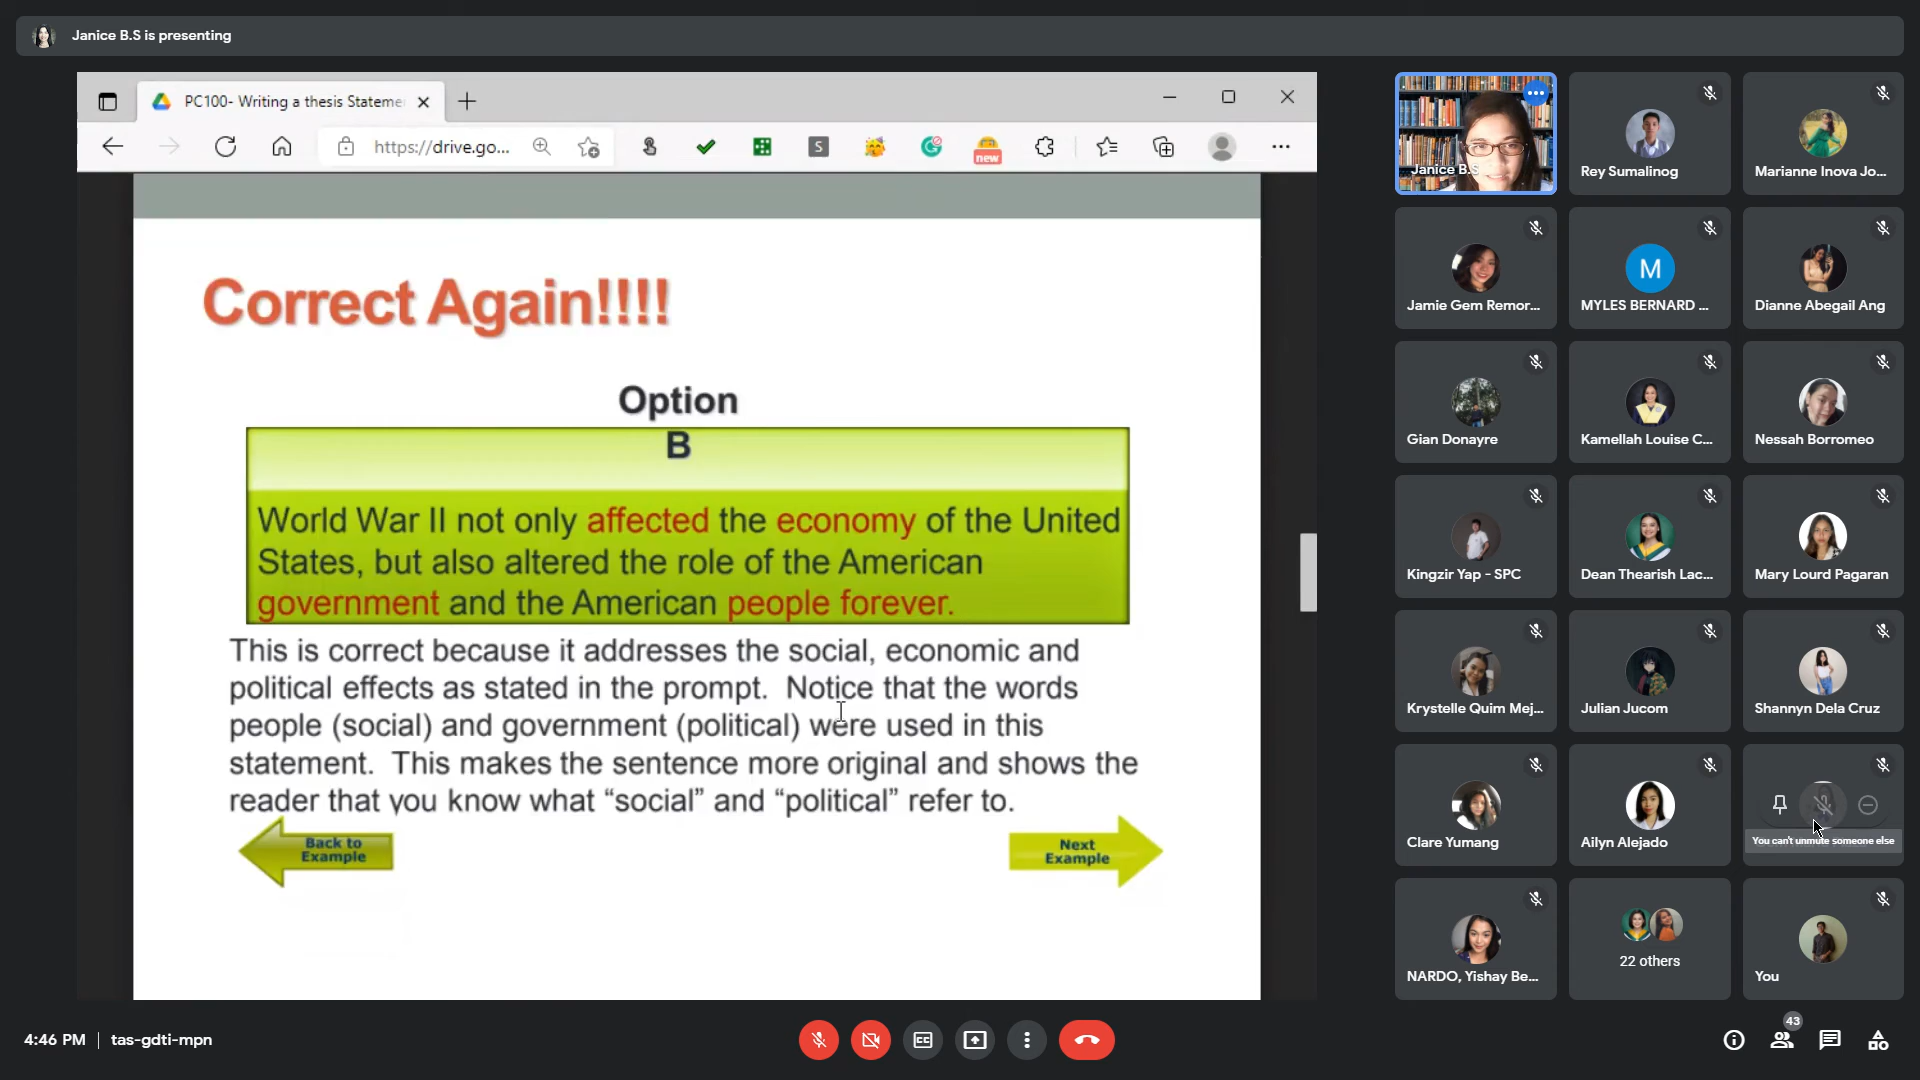 Janice B.S is presenting
PC100- Writing a thesis Stateme
https://drive.go...
S
new
Correct Again!!!!
Option
B
World War II not only affected the economy of the United
States, but also altered the role of the American
government and the American people forever.
This is correct because it addresses the social, economic and
political effects as stated in the prompt. Notice that the words
people (social) and government (political) were used in this
statement. This makes the sentence more original and shows the
reader that you know what “social” and “political” refer to.
Back to
Example
Next
Example
Janice B.S
Rey Sumalinog
Marianne Inova Jo...
Jamie Gem Remor...
M
MYLES BERNARD ...
Dianne Abegail Ang
Gian Donayre
Kamellah Louise C...
Nessah Borromeo
Kingzir Yap - SPC
Dean Thearish Lac...
Mary Lourd Pagaran
Krystelle Quim Mej...
Julian Jucom
Shannyn Dela Cruz
Clare Yumang
Ailyn Alejado
You can't unmute someone else
NARDO, Yishay Be...
22 others
You
4:46 PM | tas-gdti-mpn
43